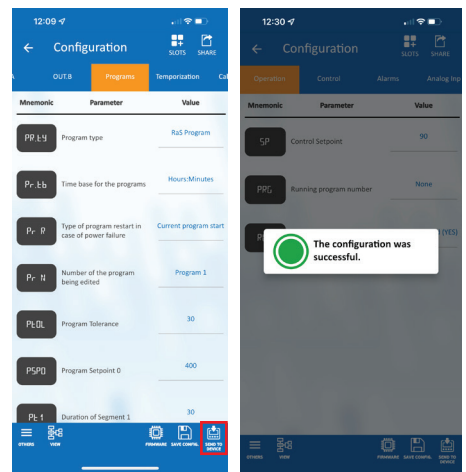 12:09
Configuration
SLOTS SHARE
OUT.B Programs Temporization Cal
Mnemonic Parameter Value
PR.tY Program type RaS Program
Pr.tb Time base for the programs Hours:Minutes
Pr R Type of program restart in
case of power failure Current program start
Pr N Number of the program
being edited Program 1
PtOL Program Tolerance 30
PSP0 Program Setpoint 0 400
Pt 1 Duration of Segment 1 30
OTHERS VIEW FIRMWARE SAVE CONFIG. SEND TO
DEVICE
12:30
Configuration
SLOTS SHARE
Operation Control Alarms Analog Inp
Mnemonic Parameter Value
SP Control Setpoint 90
PRG Running program number None
(YES)
The configuration was
successful.
OTHERS VIEW FIRMWARE SAVE CONFIG. SEND TO
DEVICE